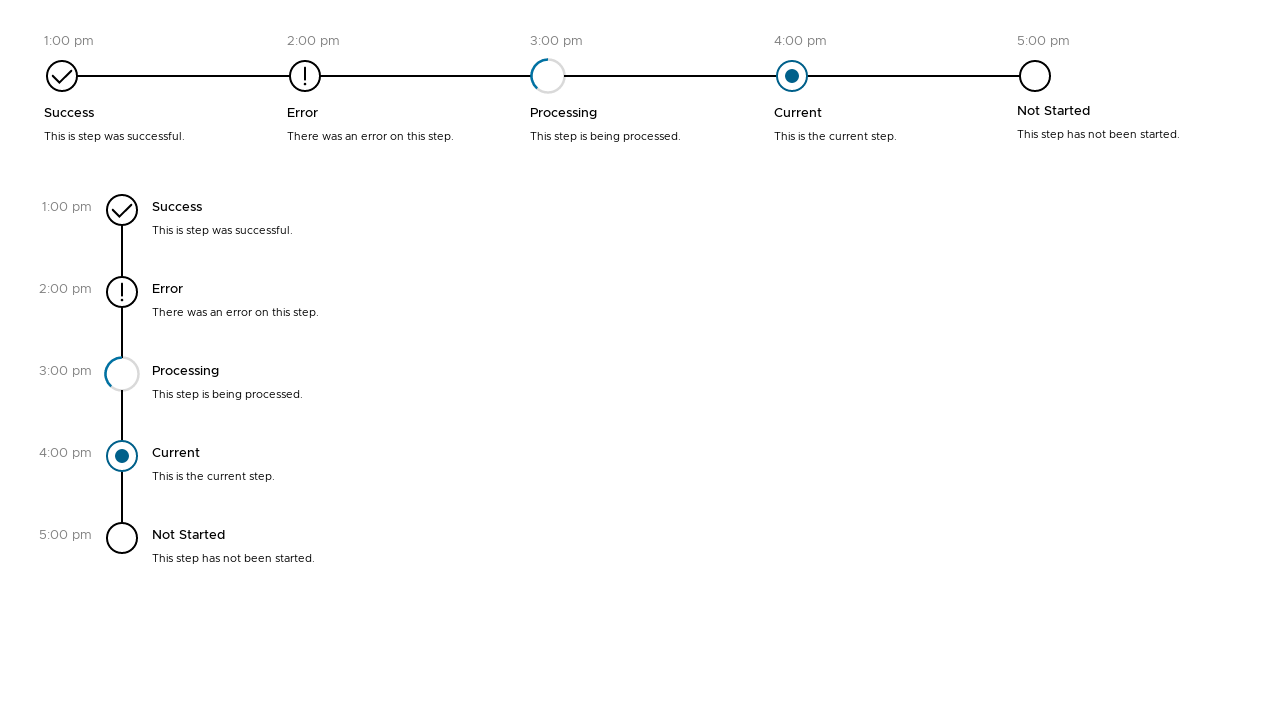 1:00 pm
2:00 pm
3:00 pm
4:00 pm
5:00 pm
Success
Error
Processing
Current
Not Started
This is step was successful.
There was an error on this step.
This step is being processed.
This is the current step.
This step has not been started.
1:00 pm
Success
This is step was successful.
2:00 pm
Error
There was an error on this step.
3:00 pm
Processing
This step is being processed.
4:00 pm
Current
This is the current step.
5:00 pm
Not Started
This step has not been started.